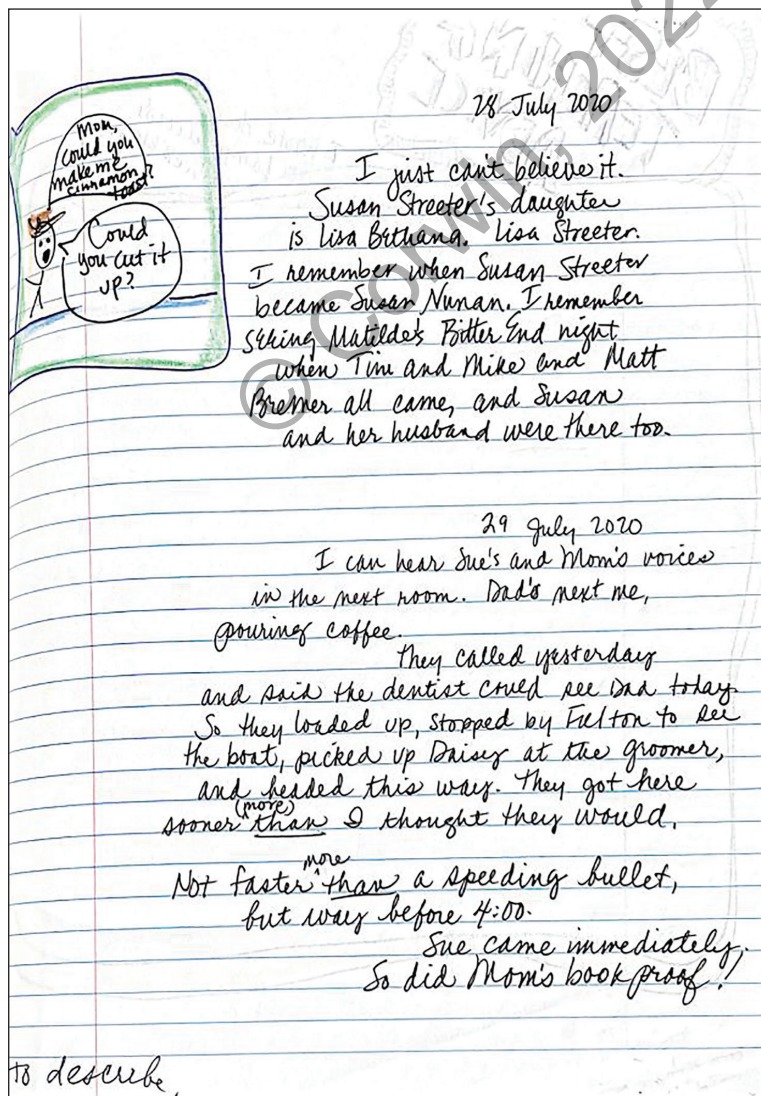 Mom,
could you
make me
cinnamon
toast?
Could
you cut it
up?
28 July 2020
I just can't believe it.
Susan Streeter's daughter
is Lisa Lisa Streeter.
I remember when Susan Streeter
became Susan Nunan. I remember
seeing Matilde's Bitter End night
when Tim and Mike and Matt
Bremer all came, and Susan
and her husband were there too.
29 July 2020
I can hear Sue's and Mom's voices
in the next room. Dad's next me,
pouring coffee.
They called yesterday
and said the dentist could see Dad today.
So they loaded up, stopped by Fulton to see
the boat, picked up Daisy at the groomer,
and headed this way. They got here
(more)
sooner than I thought they would.
more
Not faster ^ than a speeding bullet,
but way before 4:00.
Sue came immediately.
So did Mom's book proof!!
to describe
© Corwin, 202